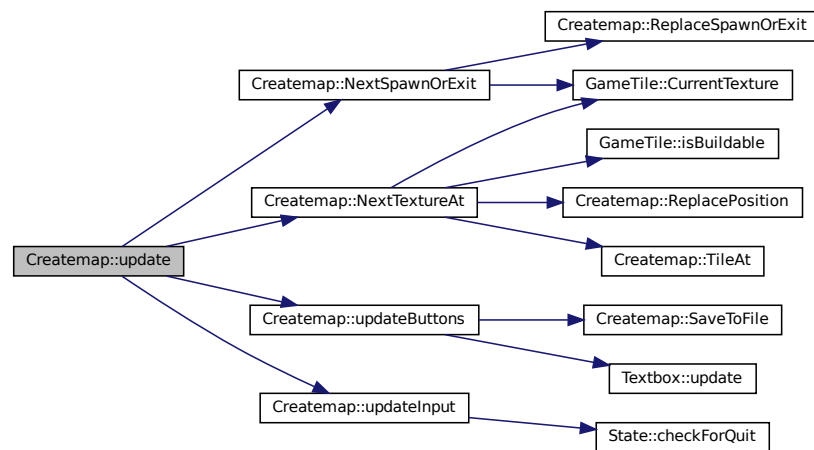 Createmap::ReplaceSpawnOrExit
Createmap::NextSpawnOrExit
GameTile::CurrentTexture
GameTile::isBuildable
Createmap::NextTextureAt
Createmap::ReplacePosition
Createmap::update
Createmap::TileAt
Createmap::updateButtons
Createmap::SaveToFile
Textbox::update
Createmap::updateInput
State::checkForQuit